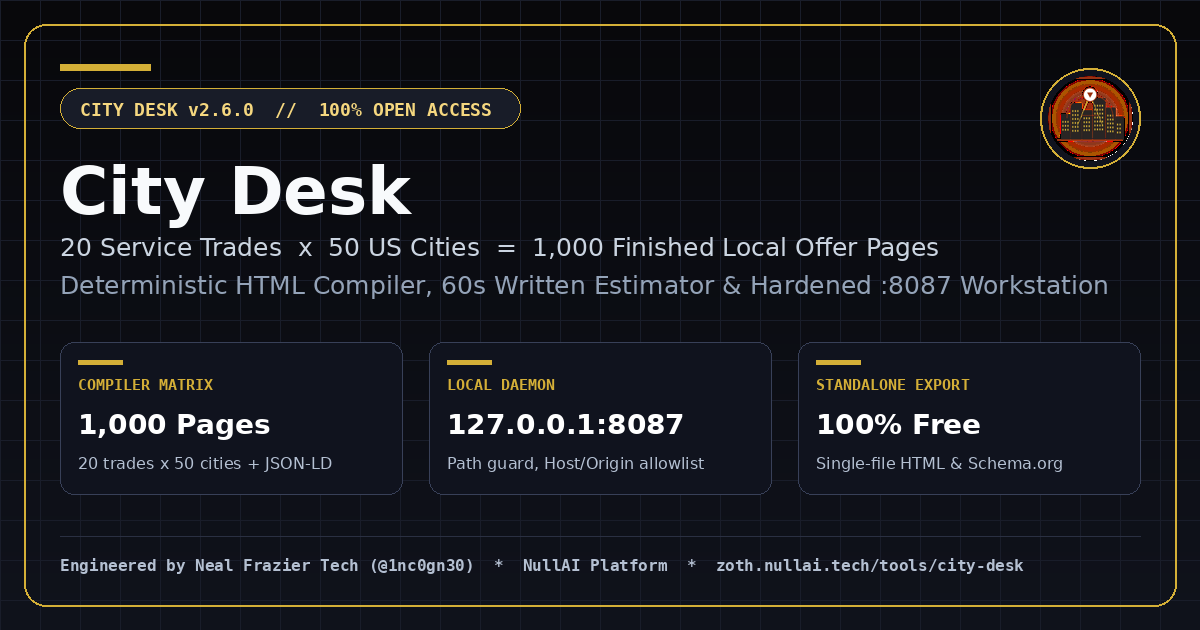 CITY DESK v2.6.0 // 100% OPEN ACCESS
City Desk
20 Service Trades x 50 US Cities = 1,000 Finished Local Offer Pages
Deterministic HTML Compiler, 60s Written Estimator & Hardened :8087 Workstation
COMPILER MATRIX
1,000 Pages
20 trades x 50 cities + JSON-LD
LOCAL DAEMON
127.0.0.1:8087
Path guard, Host/Origin allowlist
STANDALONE EXPORT
100% Free
Single-file HTML & Schema.org
Engineered by Neal Frazier Tech (@1nc0gn30) * NullAI Platform * zoth.nullai.tech/tools/city-desk